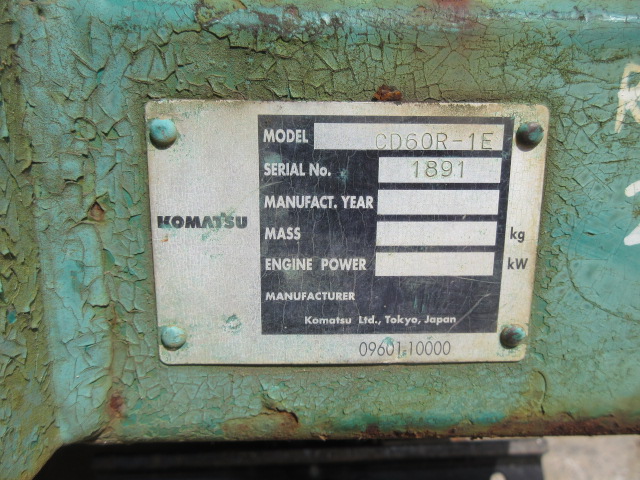 MODEL CD60R-1E
SERIAL No. 1891
MANUFACT. YEAR
KOMATSU
MASS kg
ENGINE POWER kW
MANUFACTURER
Komatsu Ltd., Tokyo, Japan
09601-10000